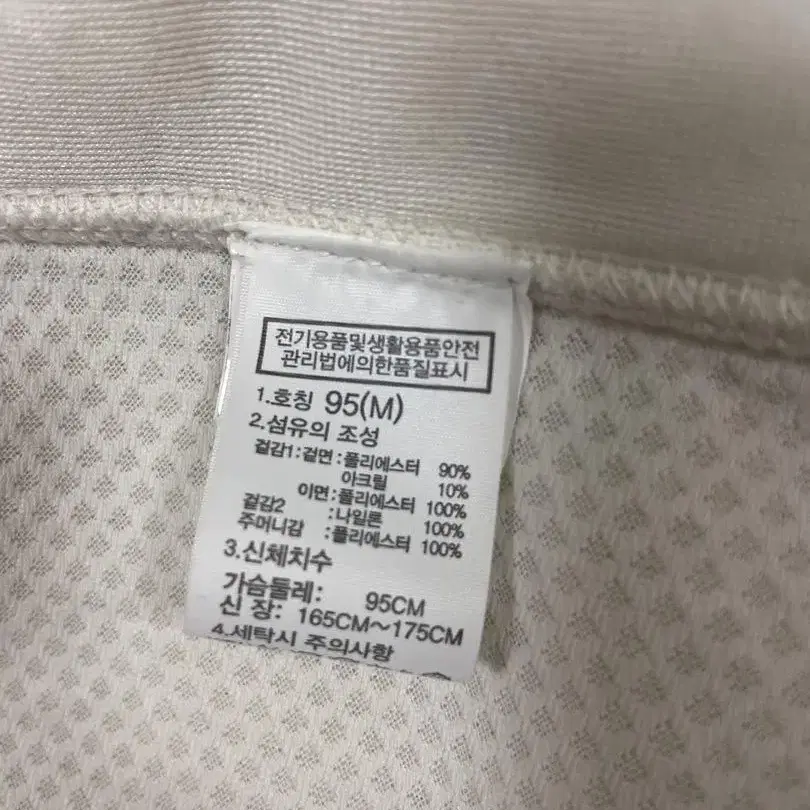 전기용품및생활용품안전
관리법에의한품질표시
1.호칭 95(M)
2.섬유의 조성
겉감1:겉면:폴리에스터 90%
아크릴 10%
이면:폴리에스터 100%
겉감2 :나일론 100%
주머니감 :폴리에스터 100%
3.신체치수
가슴둘레: 95CM
신 장: 165CM~175CM
4.세탁시 주의사항